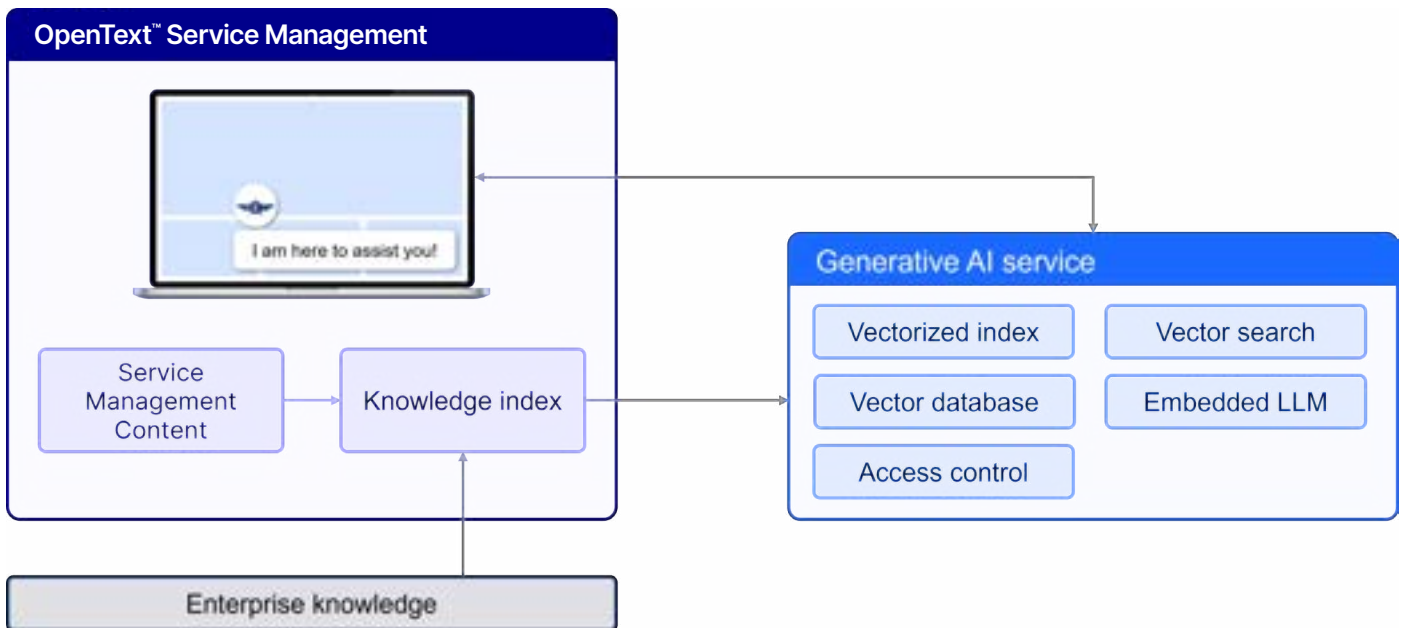 OpenText™ Service Management
I am here to assist you!
Service
Management
Content
Knowledge index
Enterprise knowledge
Generative AI service
Vectorized index
Vector search
Vector database
Embedded LLM
Access control